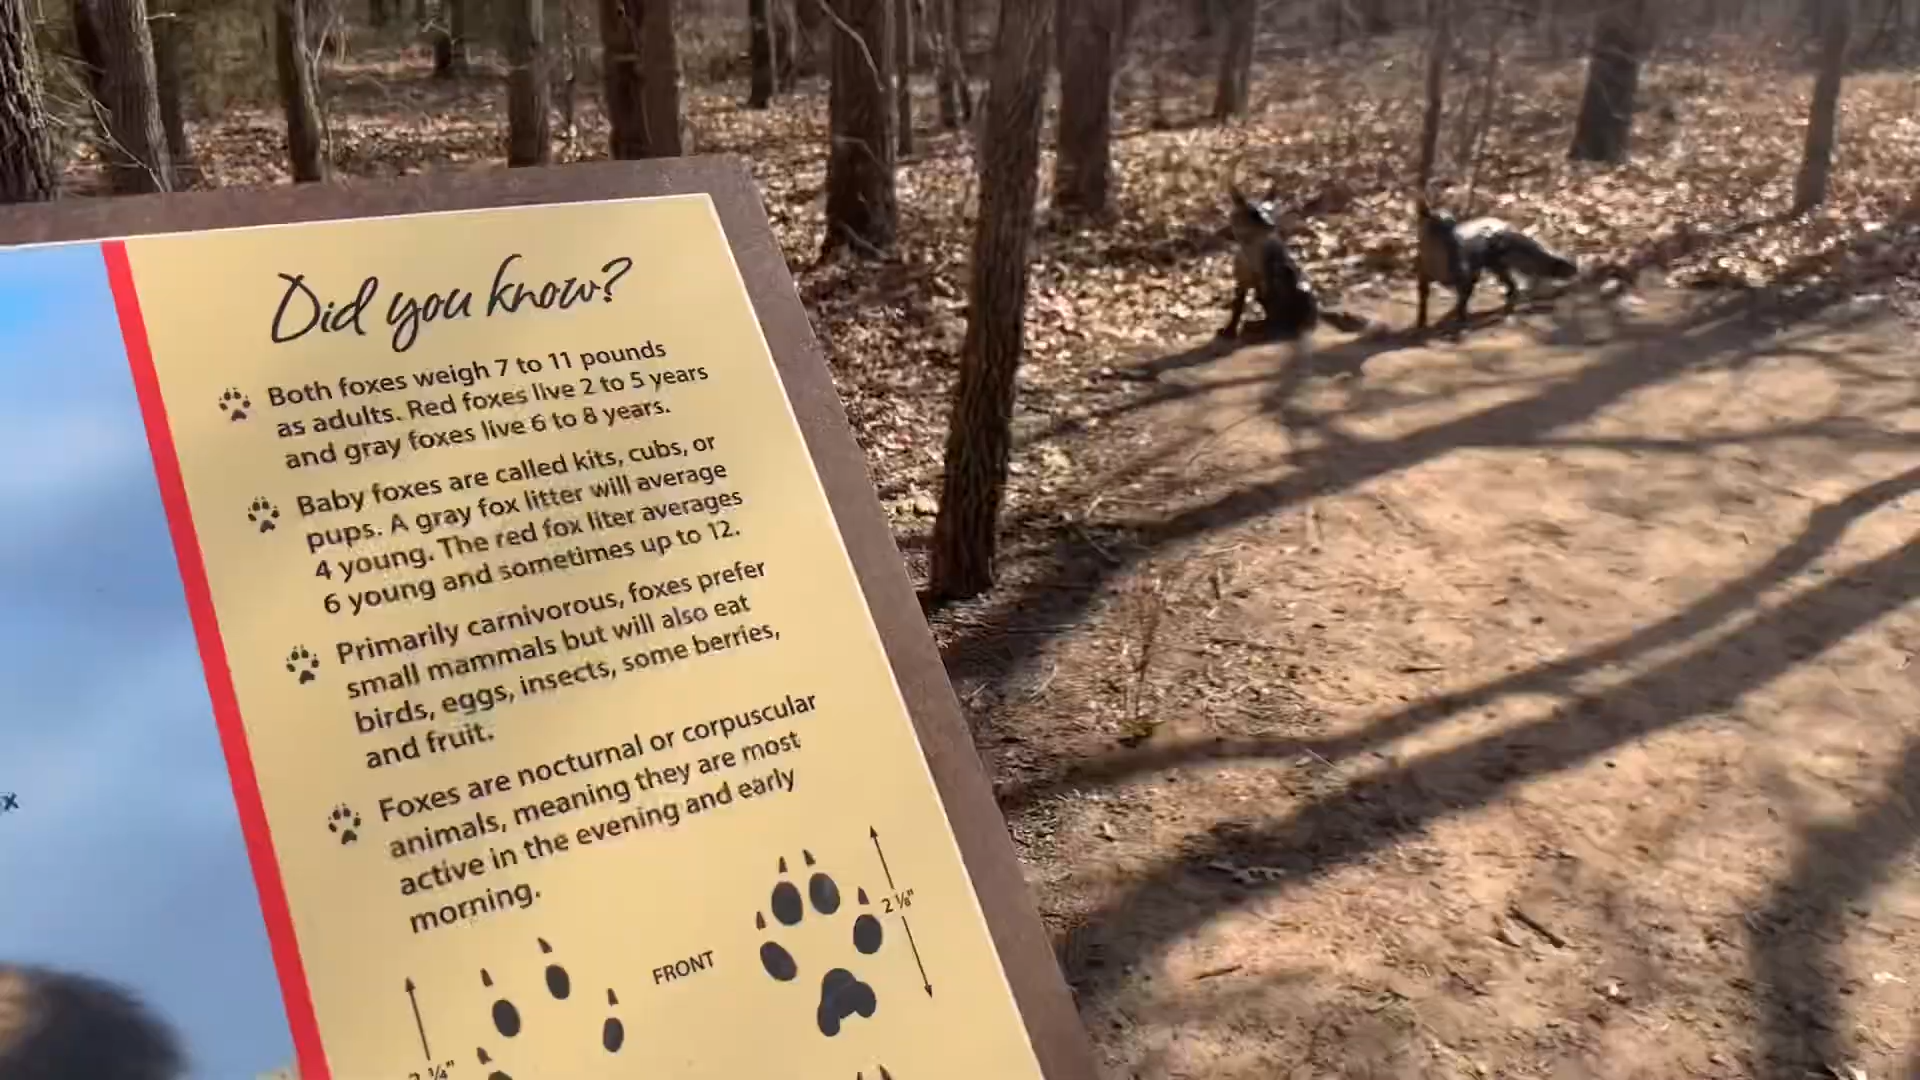 Did you know?
Both foxes weigh 7 to 11 pounds
as adults. Red foxes live 2 to 5 years
and gray foxes live 6 to 8 years.
Baby foxes are called kits, cubs, or
pups. A gray fox litter will average
4 young. The red fox liter averages
6 young and sometimes up to 12.
Primarily carnivorous, foxes prefer
small mammals but will also eat
birds, eggs, insects, some berries,
and fruit.
Foxes are nocturnal or corpuscular
animals, meaning they are most
active in the evening and early
morning.
FRONT
2 ⅛"